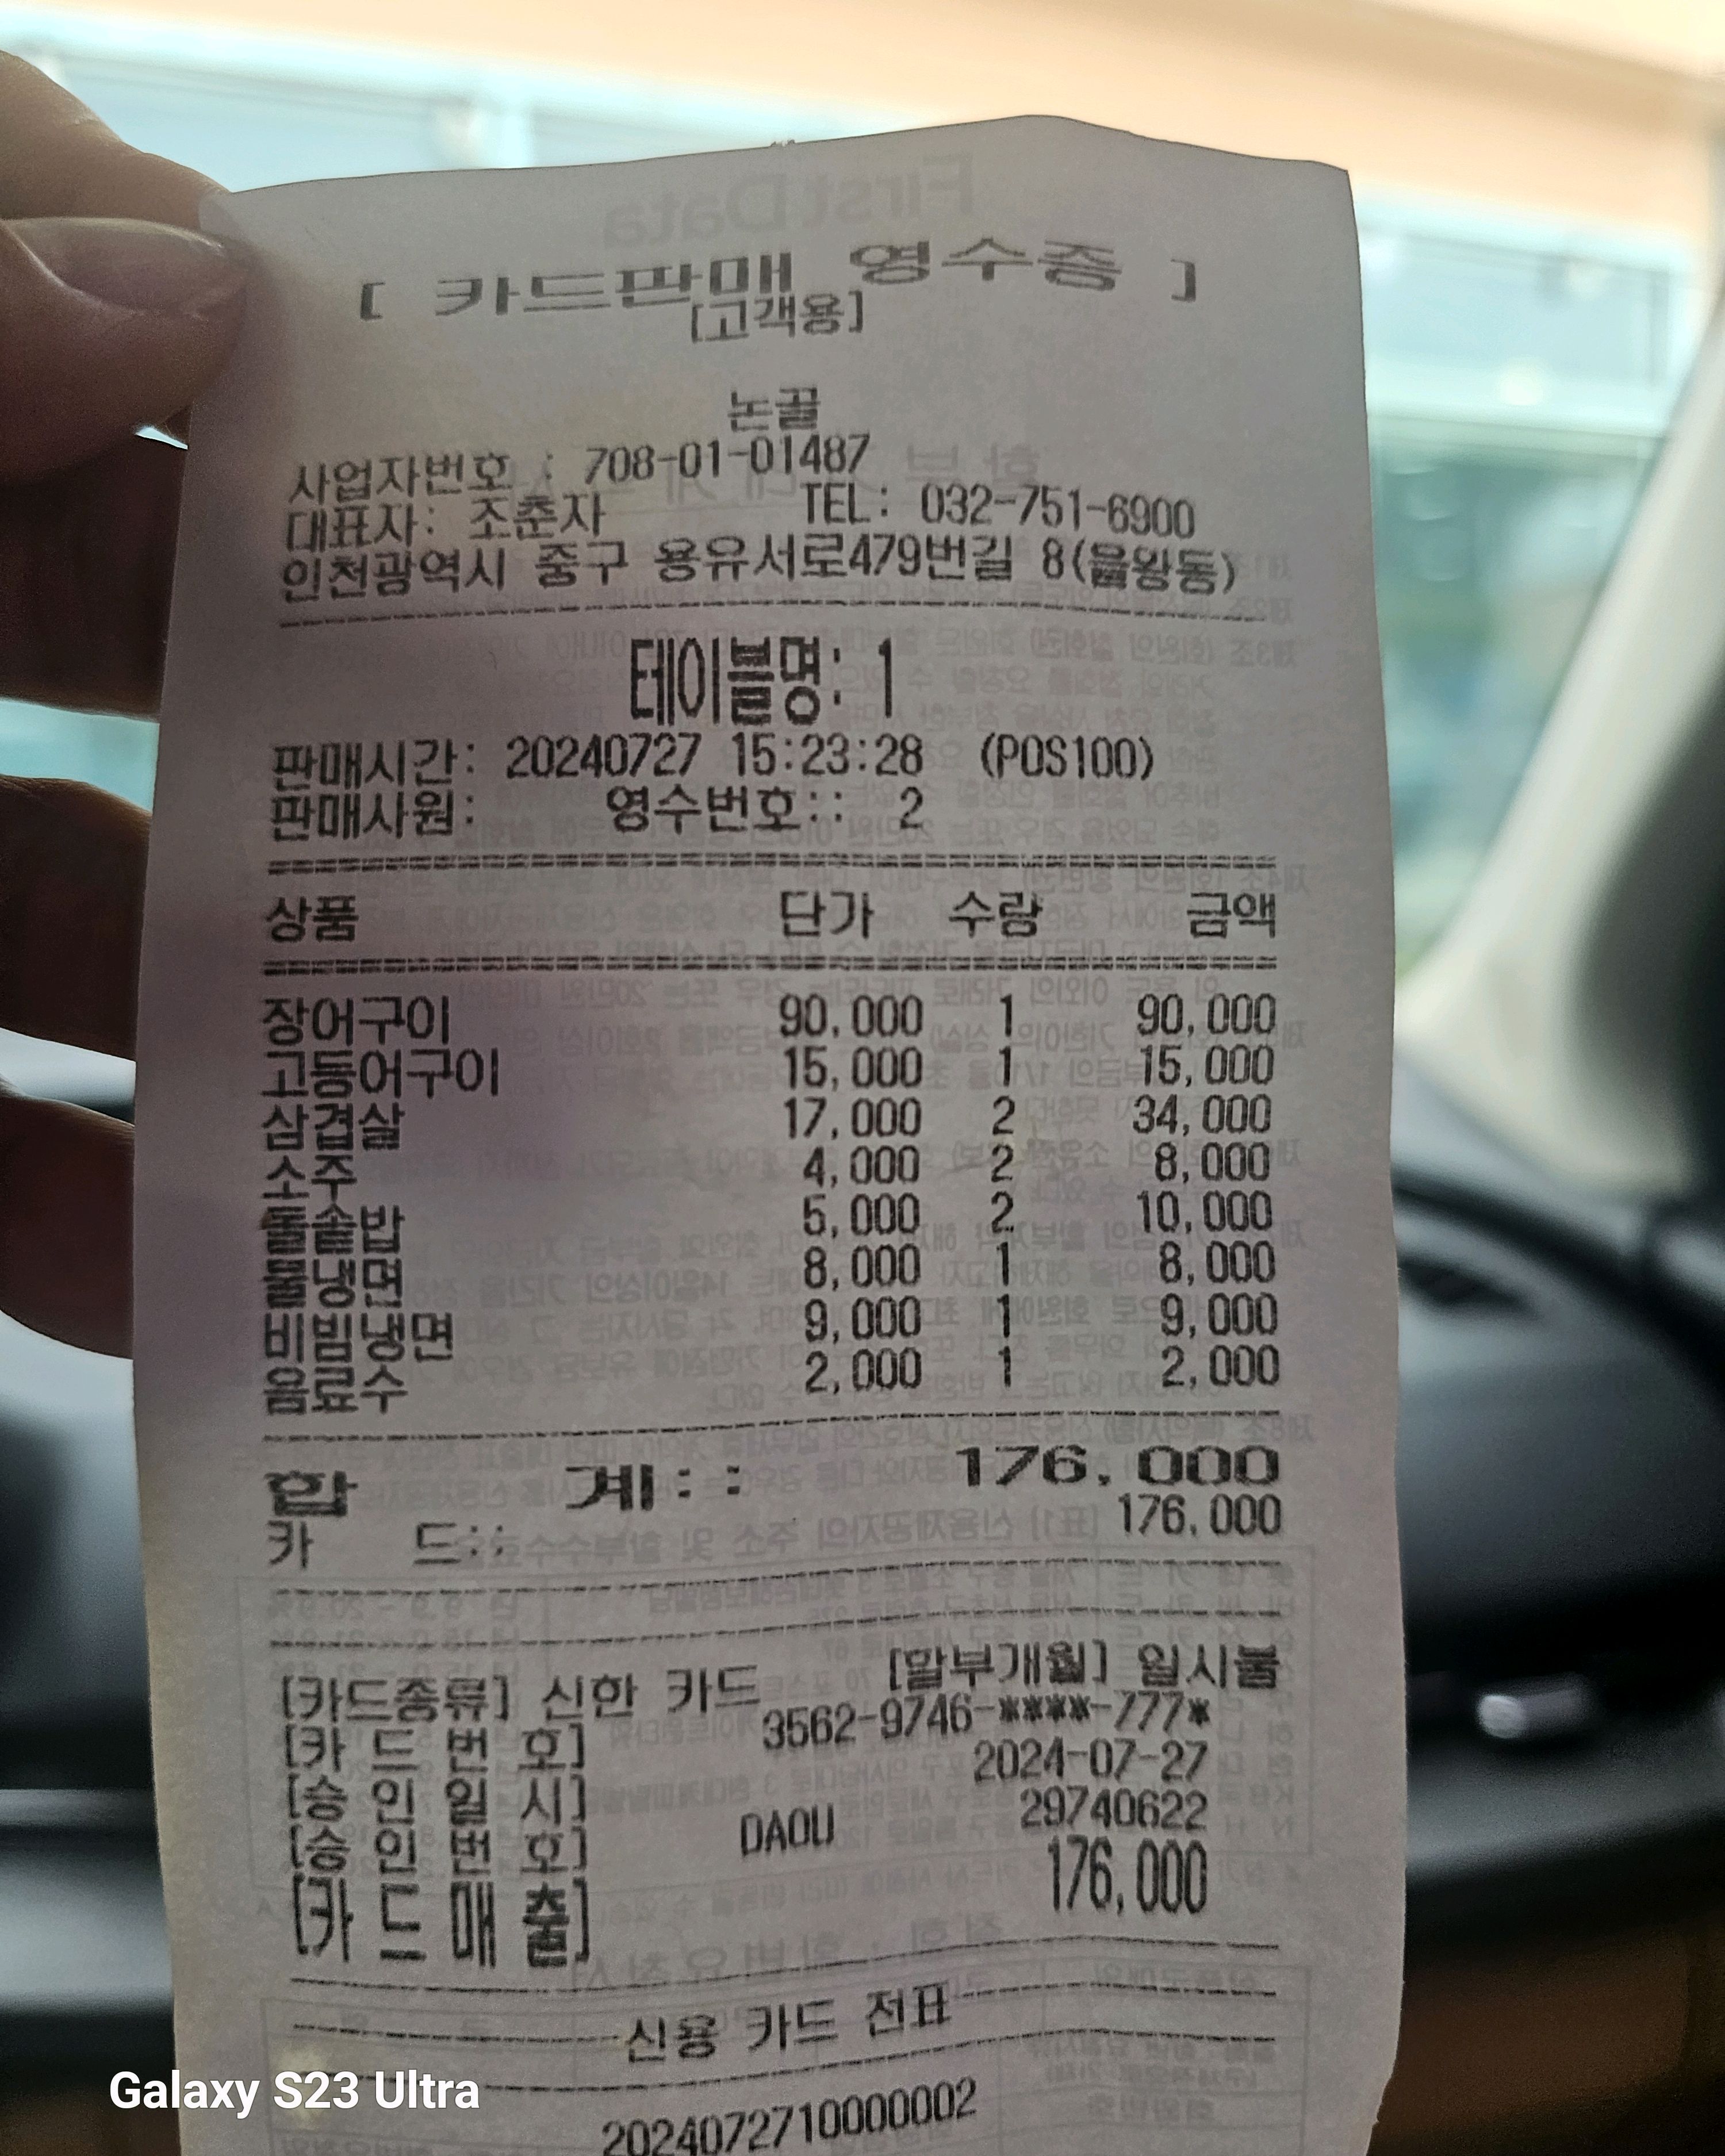 [ 카드판매 영수증 ]
[고객용]
논골
사업자번호 : 708-01-01487
대표자: 조춘자 TEL: 032-751-6900
인천광역시 중구 용유서로479번길 8(을왕동)
테이블명: 1
판매시간: 20240727 15:23:28 (POS100)
판매사원: 영수번호:: 2
상품 단가 수량 금액
장어구이 90,000 1 90,000
고등어구이 15,000 1 15,000
삼겹살 17,000 2 34,000
소주 4,000 2 8,000
돌솥밥 5,000 2 10,000
물냉면 8,000 1 8,000
비빔냉면 9,000 1 9,000
음료수 2,000 1 2,000
합 계:: 176,000
카 드:: 176,000
[카드종류] 신한 카드 [할부개월] 일시불
[카 드 번 호] 3562-9746-****-777*
[승 인 일 시] 2024-07-27
[승 인 번 호] DAOU 29740622
[카 드 매 출] 176,000
신용 카드 전표
2024072710000002
Galaxy S23 Ultra